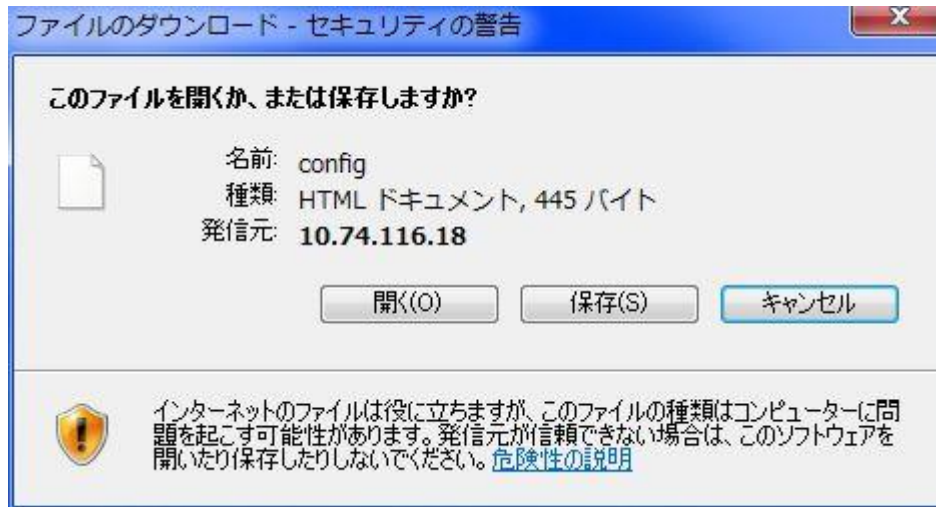 ファイルのダウンロード - セキュリティの警告
このファイルを開くか、または保存しますか?
名前: config
種類: HTML ドキュメント, 445 バイト
発信元: 10.74.116.18
開く(O) 保存(S) キャンセル
インターネットのファイルは役に立ちますが、このファイルの種類はコンピューターに問
題を起こす可能性があります。発信元が信頼できない場合は、このソフトウェアを
開いたり保存したりしないでください。危険性の説明